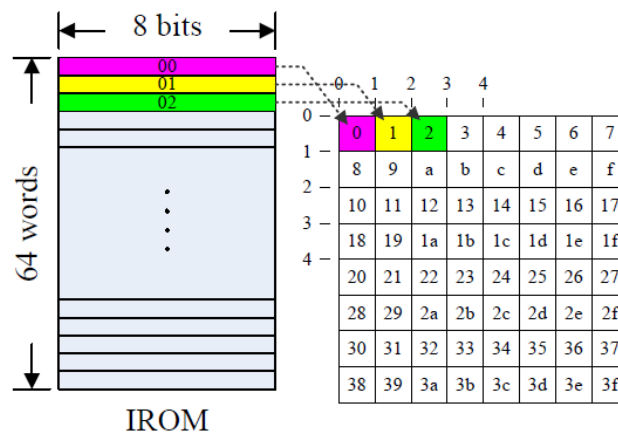 8 bits
00
01
02
64 words
IROM
0 1 2 3 4
0
1
2
3
4
0 1 2 3 4 5 6 7
8 9 a b c d e f
10 11 12 13 14 15 16 17
18 19 1a 1b 1c 1d 1e 1f
20 21 22 23 24 25 26 27
28 29 2a 2b 2c 2d 2e 2f
30 31 32 33 34 35 36 37
38 39 3a 3b 3c 3d 3e 3f